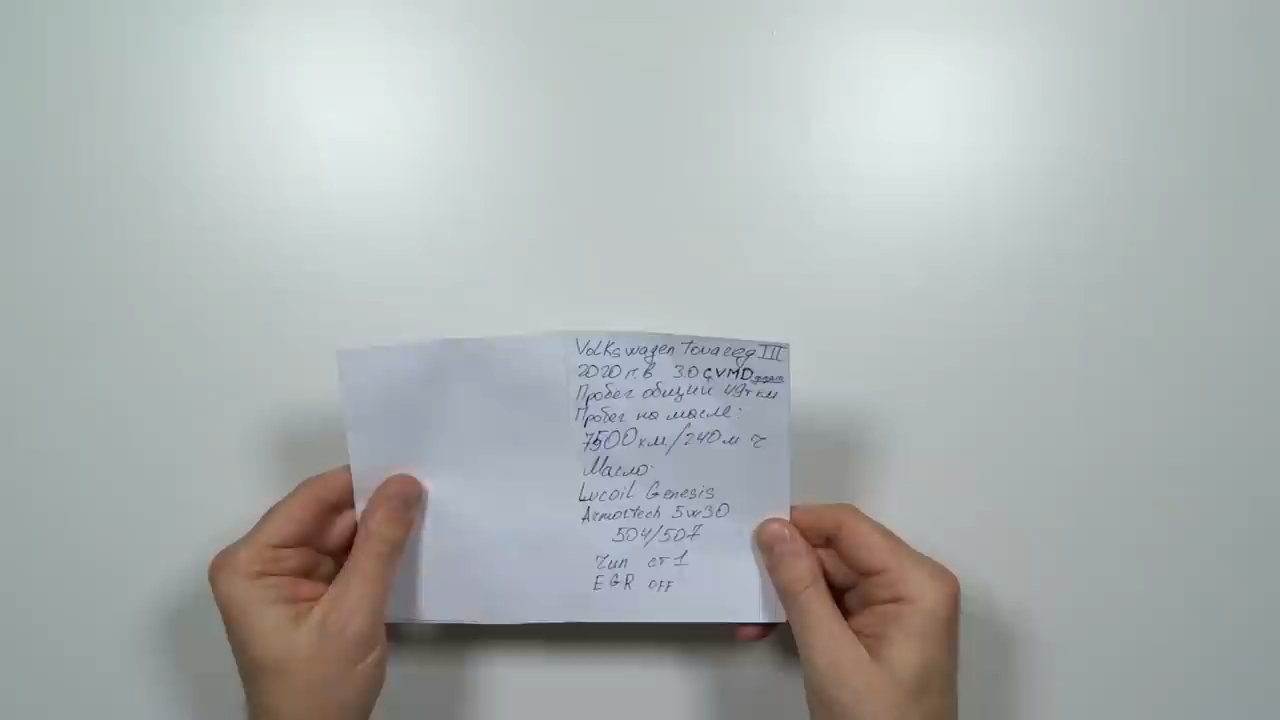 Volkswagen Touareg III
2020 г.в 3.0 CVMD
Пробег общий 49т км
Пробег на масле:
7500 км/240 м ч
Масло:
Lucoil Genesis
Armortech 5w30
504/507
Чип ст 1
EGR OFF